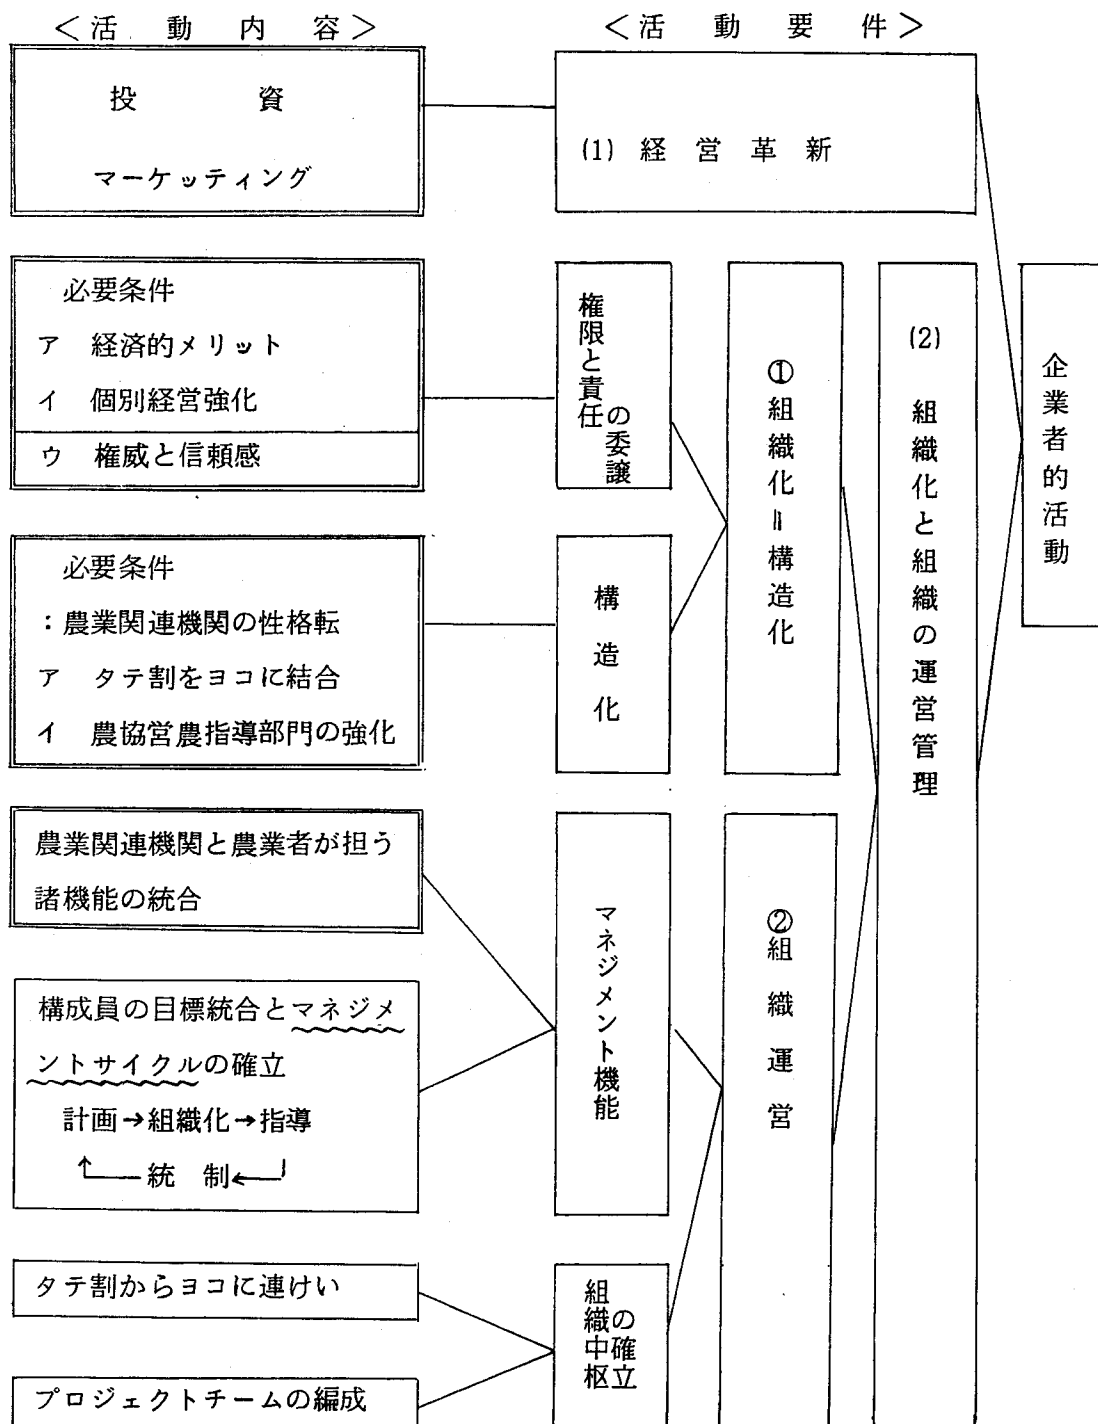 ＜活動内容＞
＜活動要件＞
投資
マーケッティング
(1) 経営革新
必要条件
ア 経済的メリット
イ 個別経営強化
ウ 権威と信頼感
権限と責任
の委譲
必要条件
：農業関連機関の性格転
ア タテ割をヨコに結合
イ 農協営農指導部門の強化
構造化
①組織化＝構造化
農業関連機関と農業者が担う
諸機能の統合
構成員の目標統合とマネジメ
ントサイクルの確立
計画→組織化→指導
↑統制←
マネジメント機能
タテ割からヨコに連けい
プロジェクトチームの編成
組織中枢
の確立
②組織運営
(2) 組織化と組織の運営管理
企業者的活動